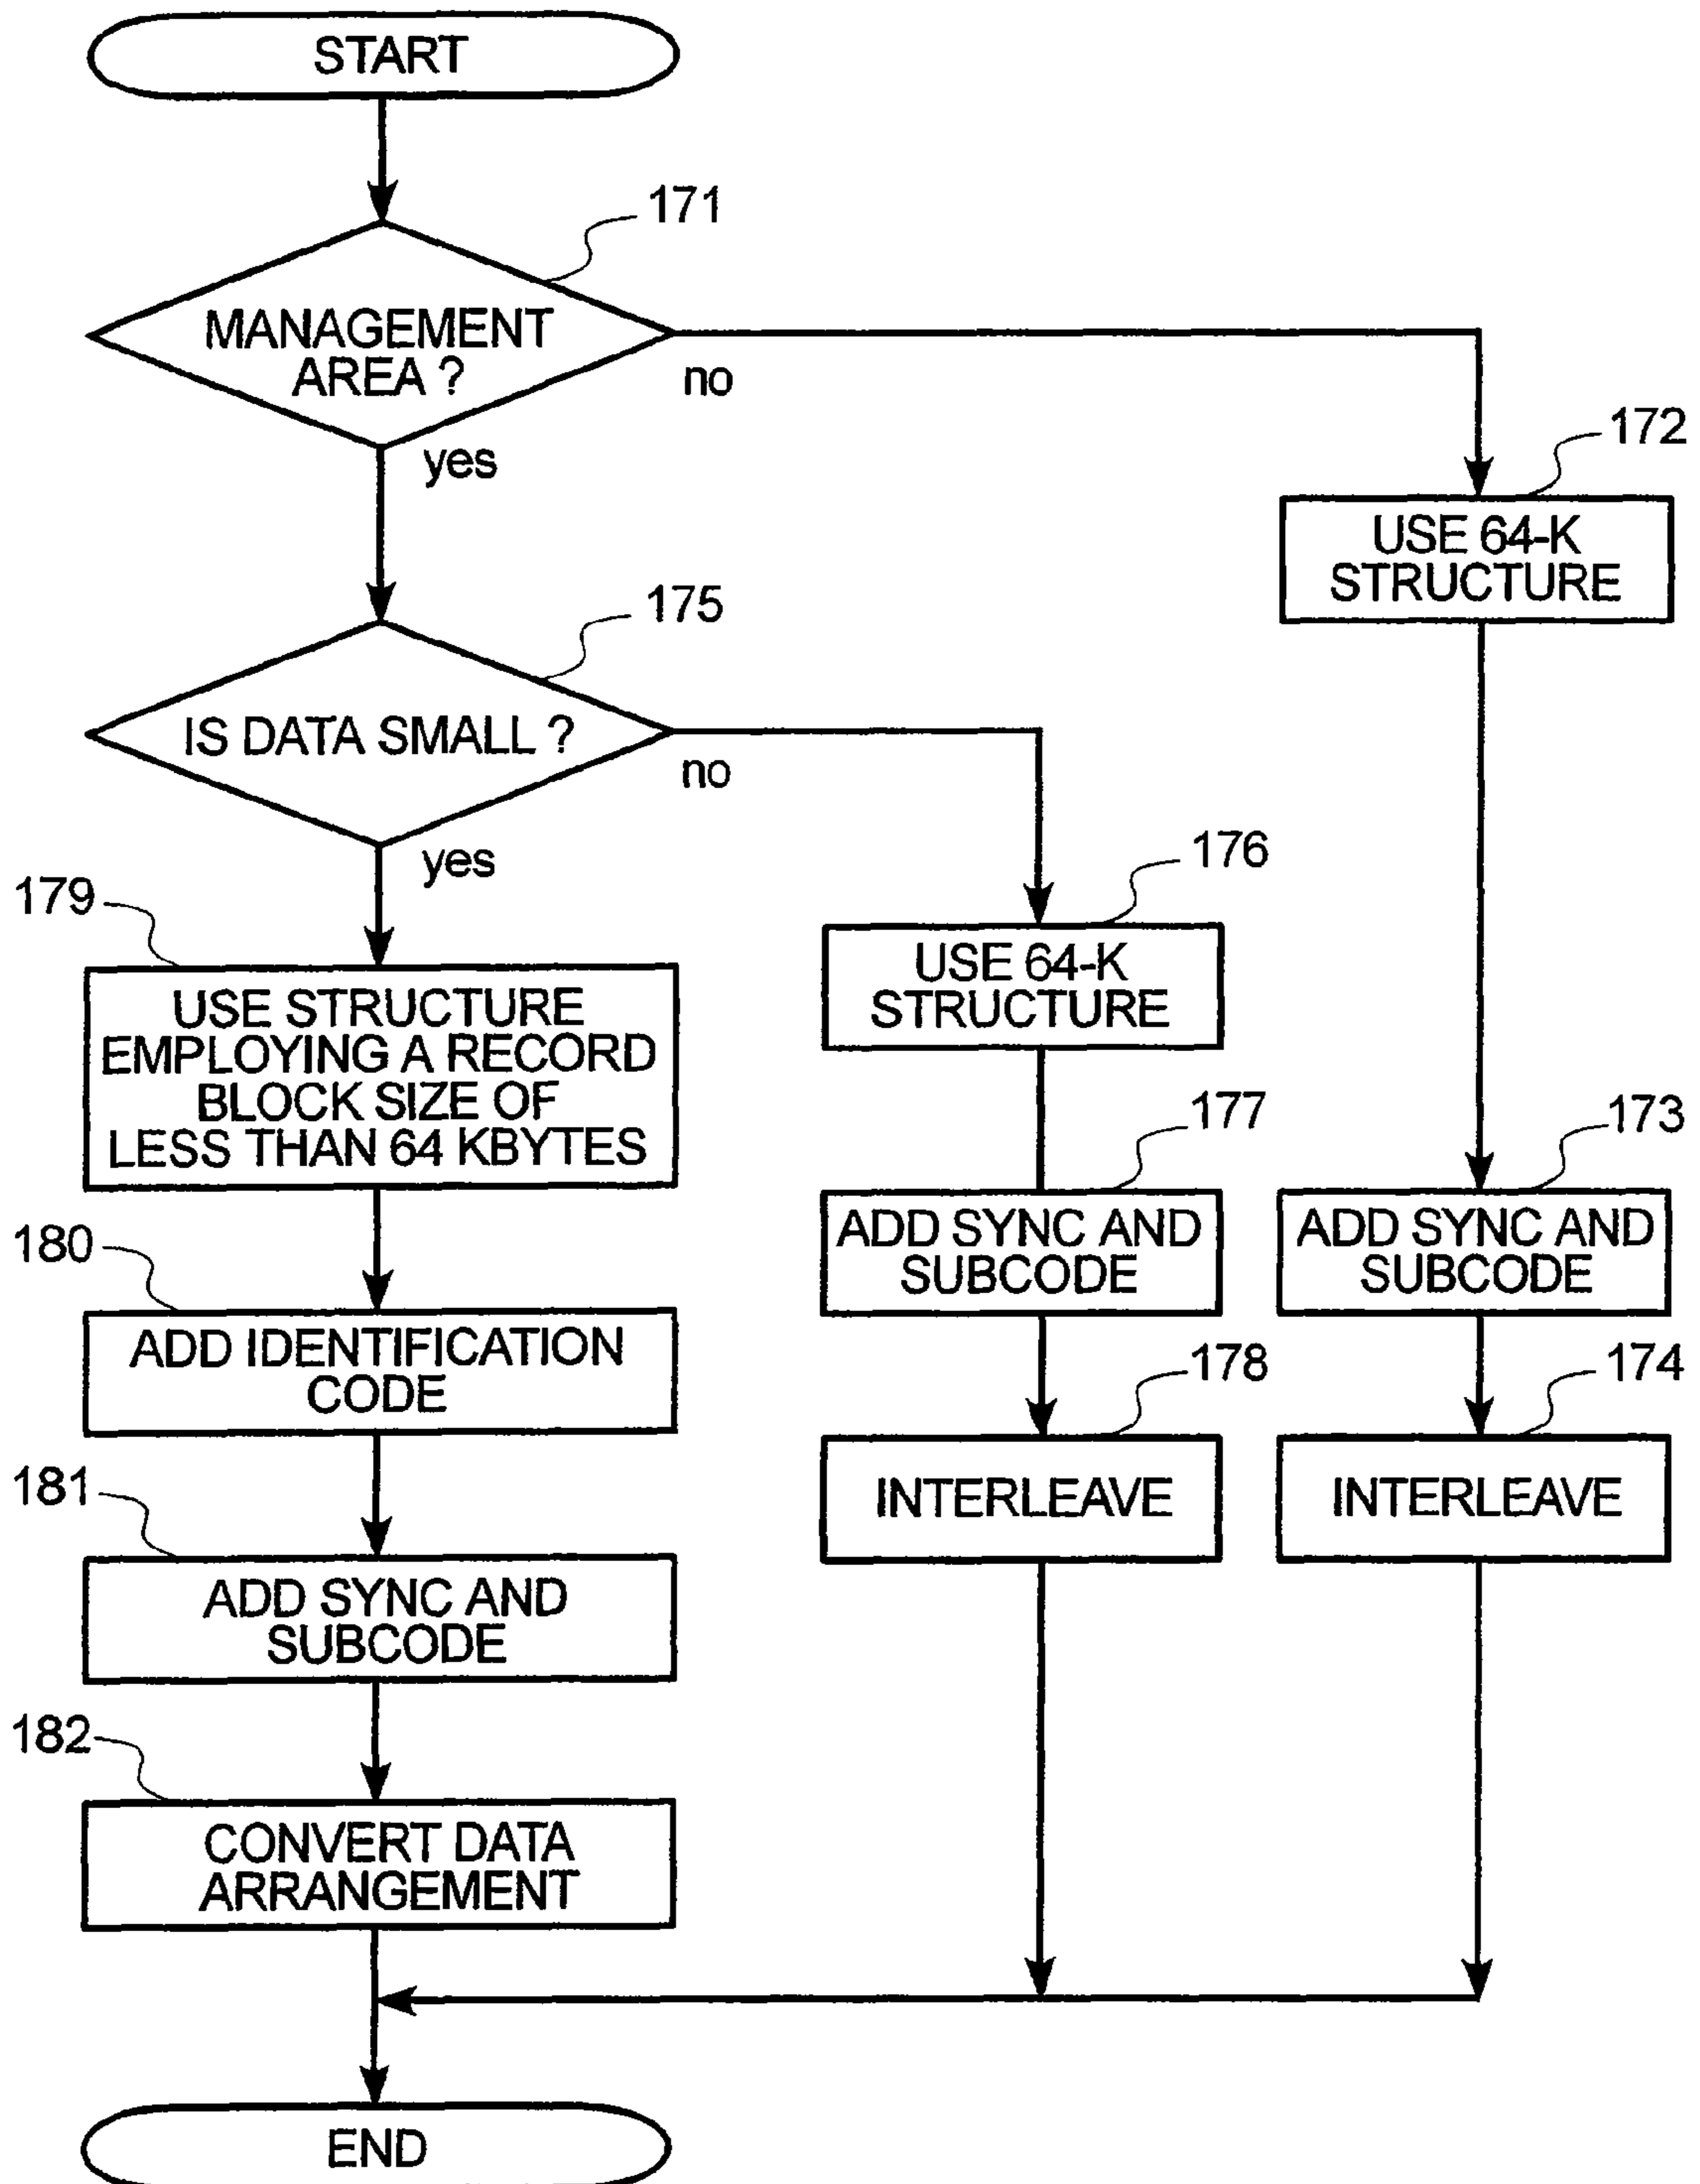 START
171
MANAGEMENT
AREA ?
no
yes
172
USE 64-K
STRUCTURE
175
IS DATA SMALL ?
no
yes
176
USE 64-K
STRUCTURE
179
USE STRUCTURE
EMPLOYING A RECORD
BLOCK SIZE OF
LESS THAN 64 KBYTES
177
ADD SYNC AND
SUBCODE
173
ADD SYNC AND
SUBCODE
180
ADD IDENTIFICATION
CODE
178
INTERLEAVE
174
INTERLEAVE
181
ADD SYNC AND
SUBCODE
182
CONVERT DATA
ARRANGEMENT
END